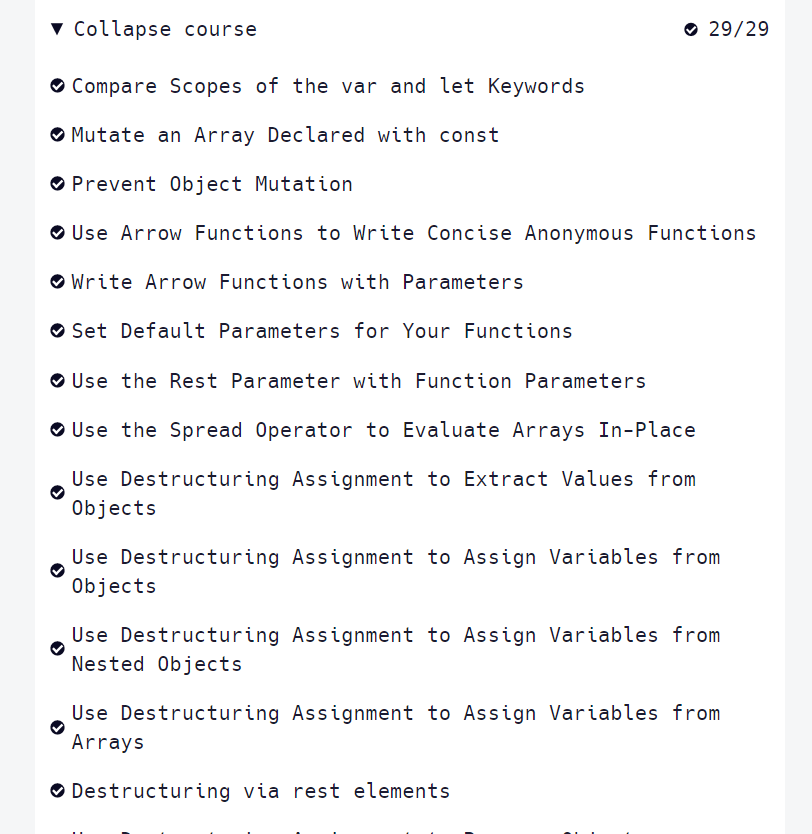 ▼ Collapse course 29/29
Compare Scopes of the var and let Keywords
Mutate an Array Declared with const
Prevent Object Mutation
Use Arrow Functions to Write Concise Anonymous Functions
Write Arrow Functions with Parameters
Set Default Parameters for Your Functions
Use the Rest Parameter with Function Parameters
Use the Spread Operator to Evaluate Arrays In-Place
Use Destructuring Assignment to Extract Values from
Objects
Use Destructuring Assignment to Assign Variables from
Objects
Use Destructuring Assignment to Assign Variables from
Nested Objects
Use Destructuring Assignment to Assign Variables from
Arrays
Destructuring via rest elements